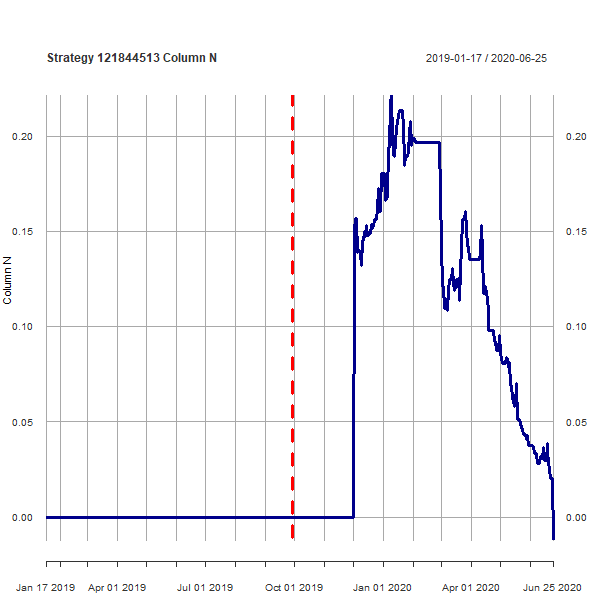 Strategy 121844513 Column N
2019-01-17 / 2020-06-25
Column N
0.20
0.15
0.10
0.05
0.00
0.20
0.15
0.10
0.05
0.00
Jan 17 2019
Apr 01 2019
Jul 01 2019
Oct 01 2019
Jan 01 2020
Apr 01 2020
Jun 25 2020